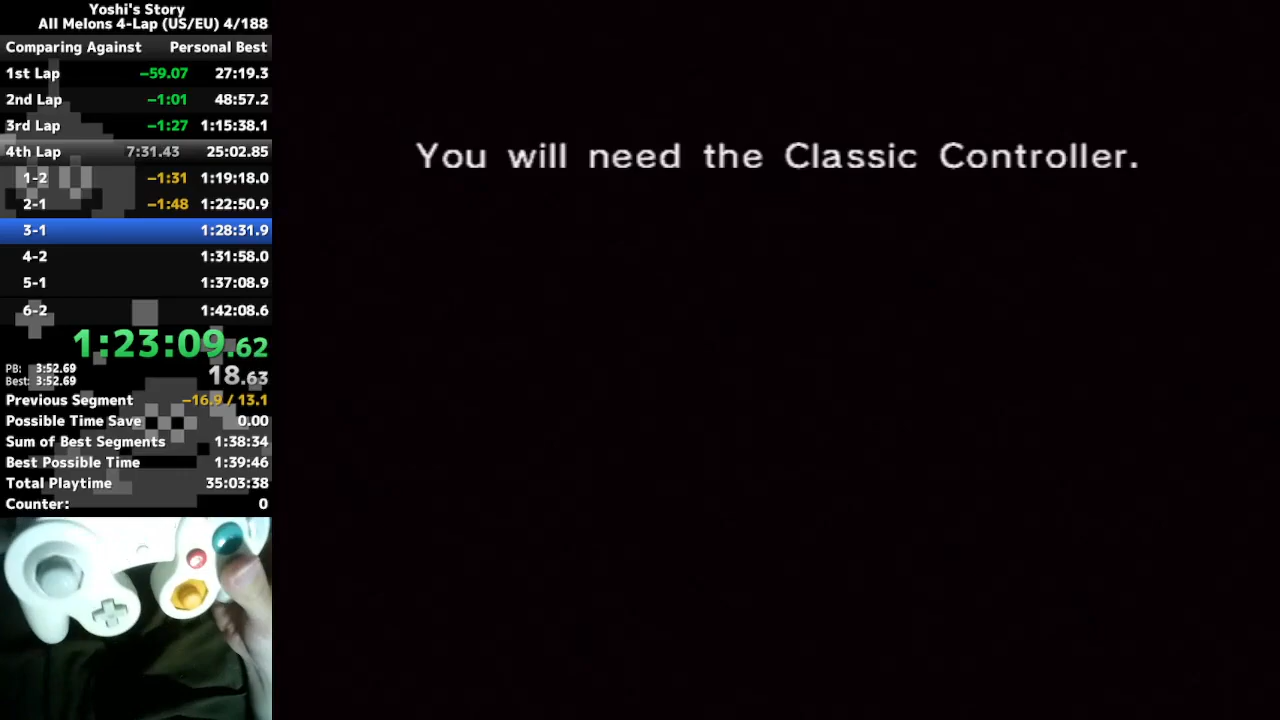 Yoshi's Story
All Melons 4-Lap (US/EU) 4/188
Comparing Against Personal Best
1st Lap −59.07 27:19.3
2nd Lap −1:01 48:57.2
3rd Lap −1:27 1:15:38.1
4th Lap 7:31.43 25:02.85
1-2 −1:31 1:19:18.0
2-1 −1:48 1:22:50.9
3-1 1:28:31.9
4-2 1:31:58.0
5-1 1:37:08.9
6-2 1:42:08.6
1:23:09.62
PB: 3:52.69
Best: 3:52.69
18.63
Previous Segment −16.9 / 13.1
Possible Time Save 0.00
Sum of Best Segments 1:38:34
Best Possible Time 1:39:46
Total Playtime 35:03:38
Counter: 0
You will need the Classic Controller.